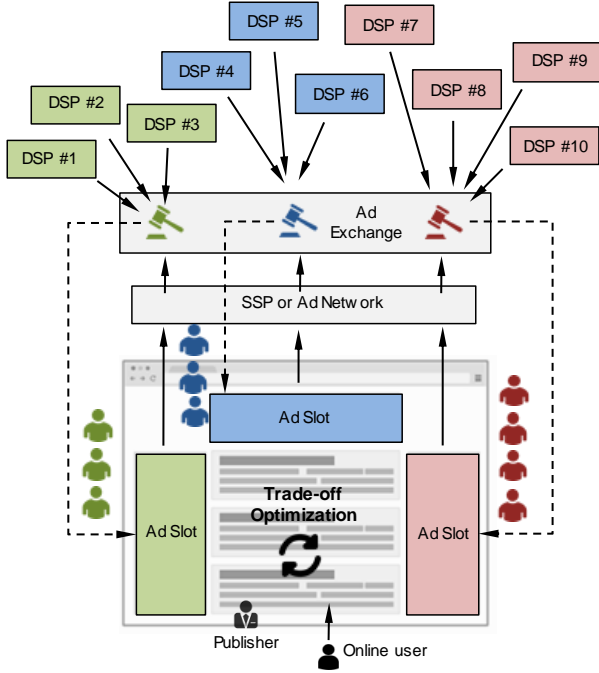 DSP #5
DSP #7
DSP #4
DSP #9
DSP #2
DSP #6
DSP #8
DSP #3
DSP #1
DSP #10
Ad
Exchange
SSP or Ad Network
Ad Slot
Trade-off
Optimization
Ad Slot
Ad Slot
Publisher
Online user